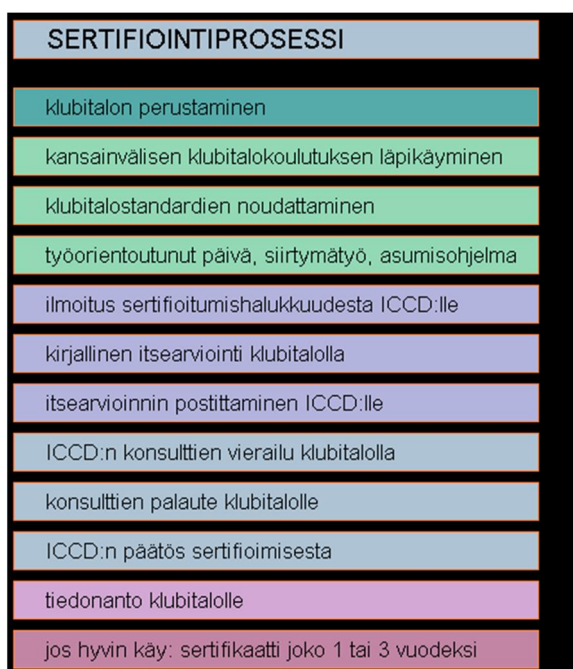 SERTIFIOINTIPROSESSI
klubitalon perustaminen
kansainvälisen klubitalokoulutuksen läpikäyminen
klubitalostandardien noudattaminen
työorientoutunut päivä, siirtymätyö, asumisohjelma
ilmoitus sertifioitumishalukkuudesta ICCD:lle
kirjallinen itsearviointi klubitalolla
itsearvioinnin postittaminen ICCD:lle
ICCD:n konsulttien vierailu klubitalolla
konsulttien palaute klubitalolle
ICCD:n päätös sertifioimisesta
tiedonanto klubitalolle
jos hyvin käy: sertifikaatti joko 1 tai 3 vuodeksi